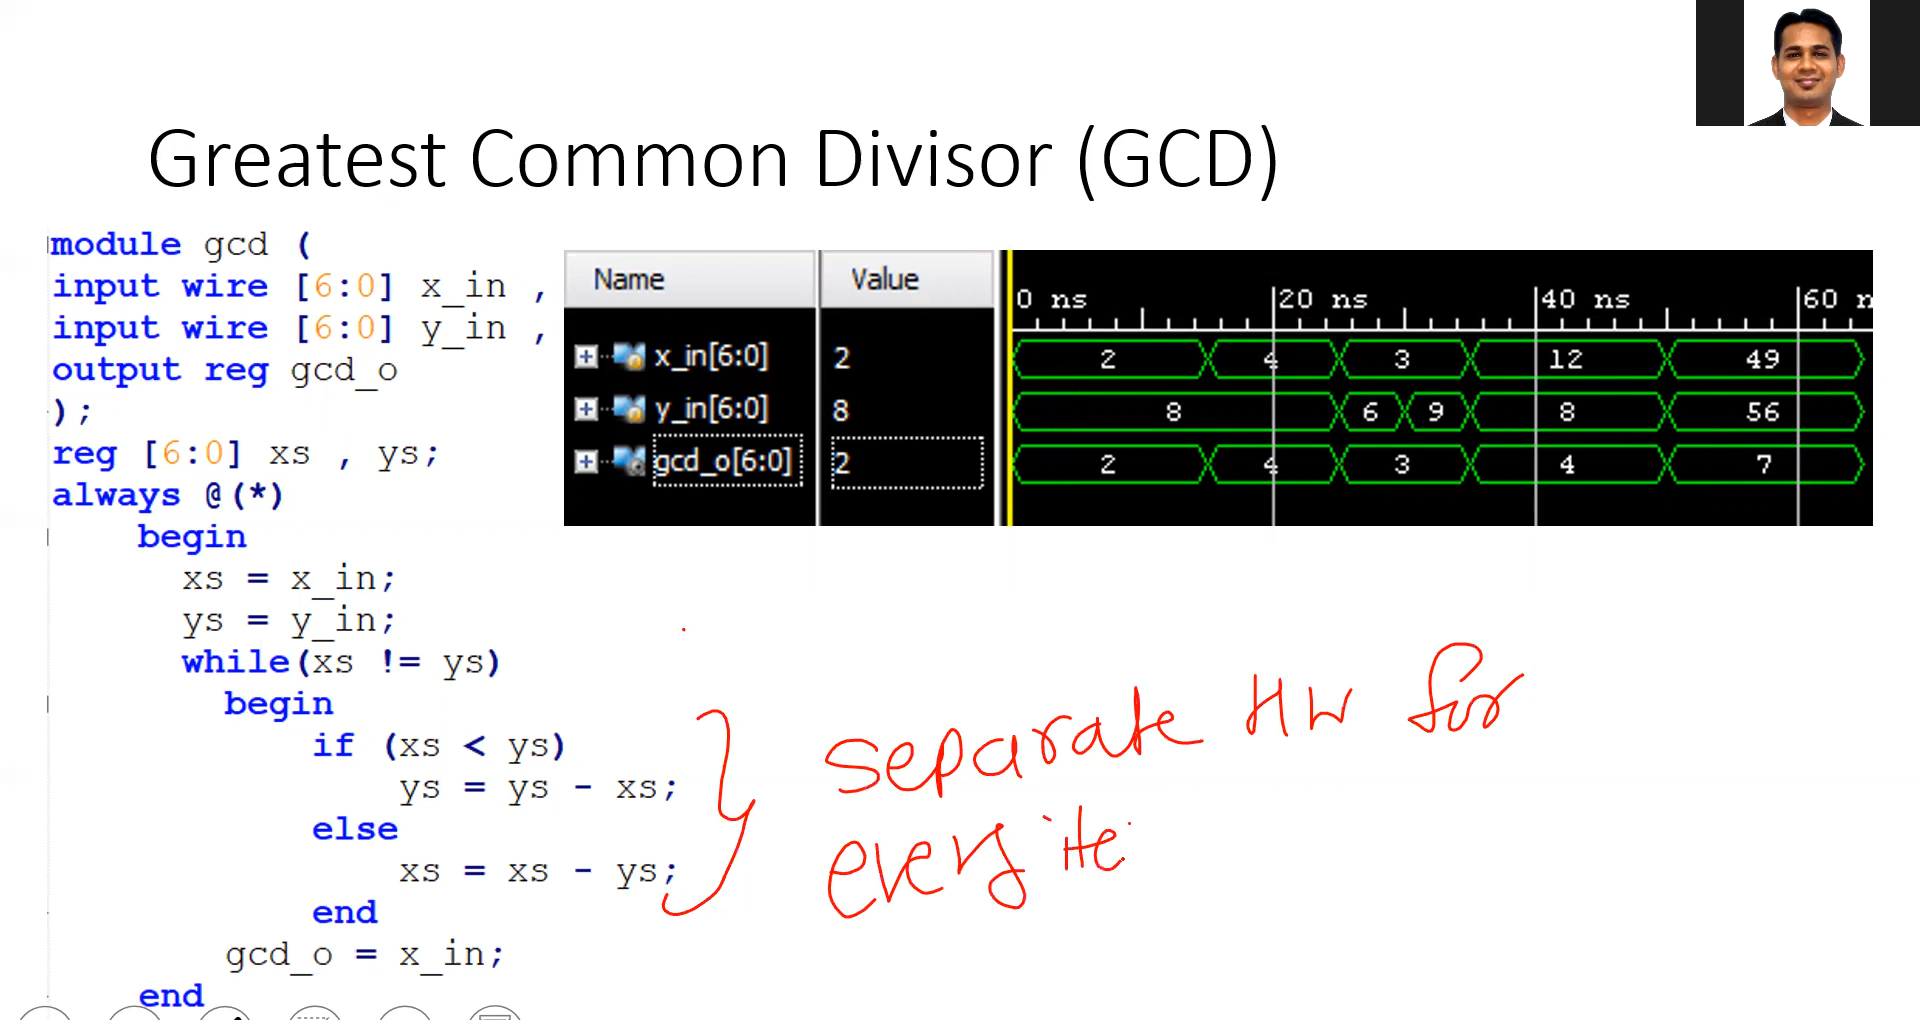 Greatest Common Divisor (GCD)
module gcd (
input wire [6:0] x_in ,
input wire [6:0] y_in ,
output reg gcd_o
);
reg [6:0] xs , ys;
always @(*)
begin
xs = x_in;
ys = y_in;
while(xs != ys)
begin
if (xs < ys)
ys = ys - xs;
else
xs = xs - ys;
end
gcd_o = x_in;
end
Name Value 0 ns 20 ns 40 ns 60 n
x_in[6:0] 2 2 4 3 12 49
y_in[6:0] 8 8 6 9 8 56
gcd_o[6:0] 2 2 4 3 4 7
separate HW for
every ite